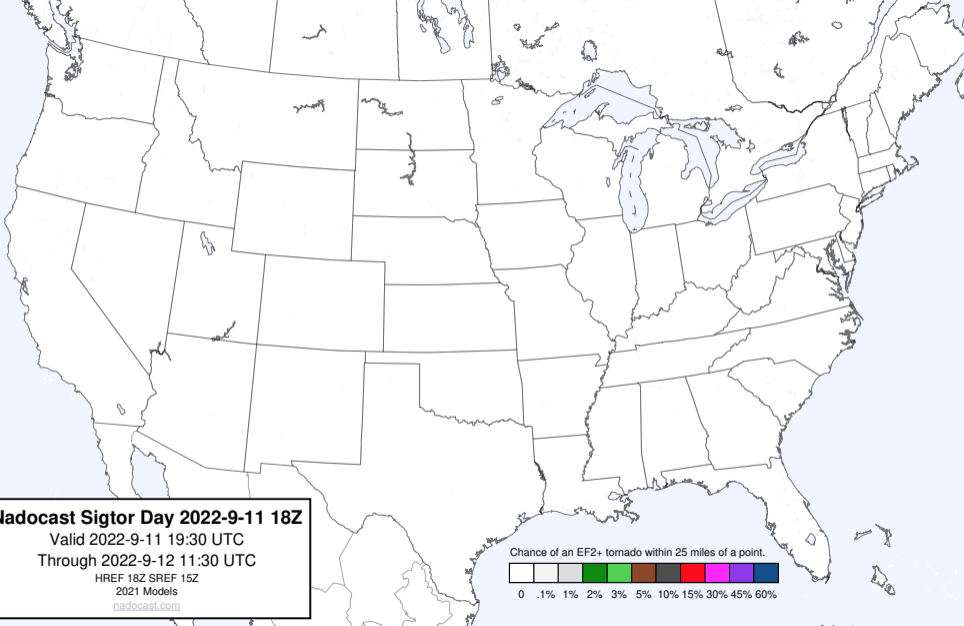 Nadocast Sigtor Day 2022-9-11 18Z
Valid 2022-9-11 19:30 UTC
Through 2022-9-12 11:30 UTC
HREF 18Z SREF 15Z
2021 Models
nadocast.com
Chance of an EF2+ tornado within 25 miles of a point.
0 .1% 1% 2% 3% 5% 10% 15% 30% 45% 60%